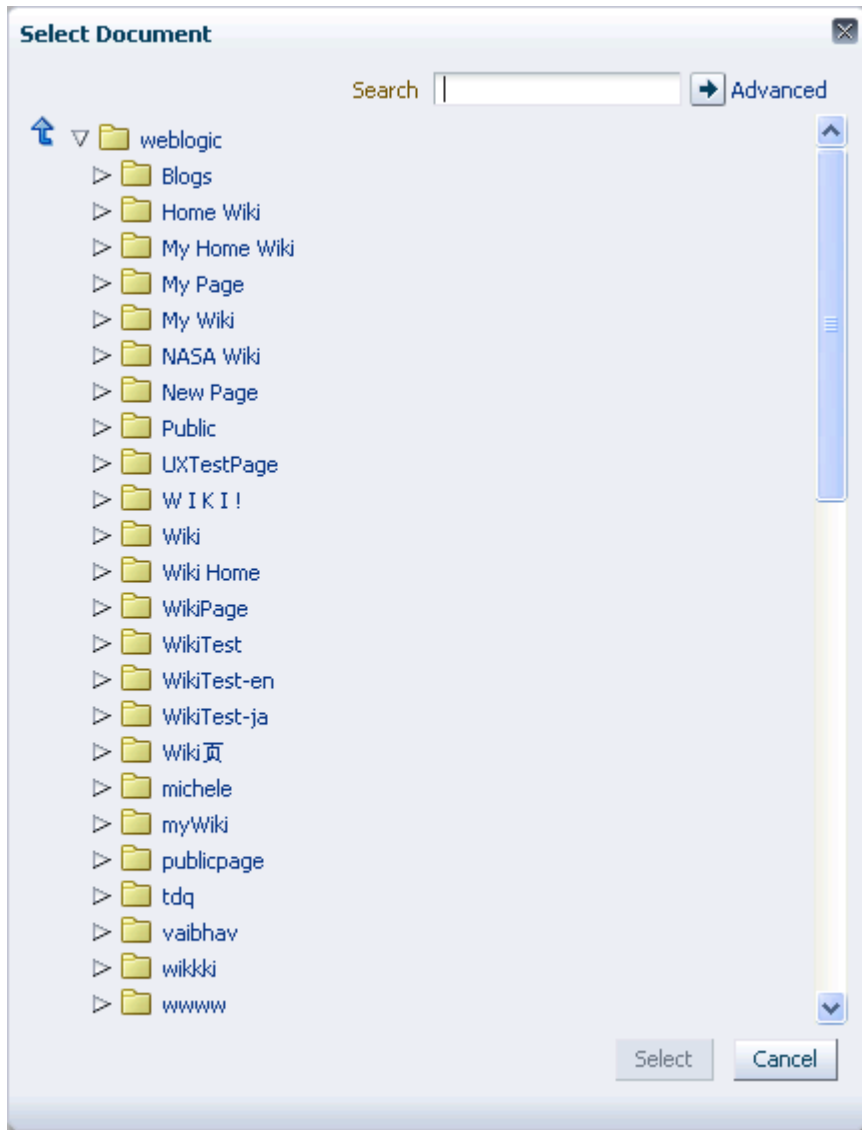 Select Document
Search Advanced
weblogic
Blogs
Home Wiki
My Home Wiki
My Page
My Wiki
NASA Wiki
New Page
Public
UXTestPage
W I K I !
Wiki
Wiki Home
WikiPage
WikiTest
WikiTest-en
WikiTest-ja
Wiki页
michele
myWiki
publicpage
tdq
vaibhav
wikkki
wwww
Select Cancel